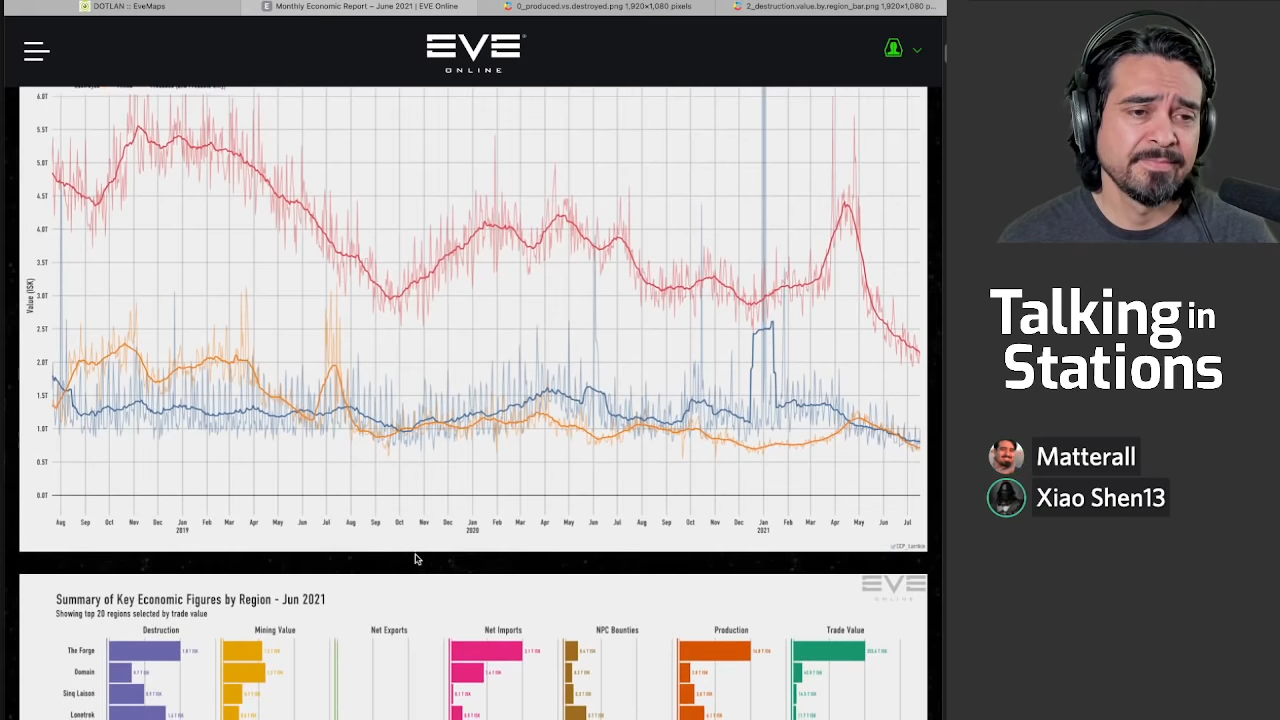 DOTLAN :: EveMaps
Monthly Economic Report – June 2021 | EVE Online
0_produced.vs.destroyed.png 1,920×1,080 pixels
2_destruction.value.by.region_bar.png 1,920×1,080 p...
EVE
ONLINE
6.0T
5.5T
5.0T
4.5T
4.0T
3.5T
3.0T
2.5T
2.0T
1.5T
1.0T
0.5T
0.0T
Value (ISK)
Aug Sep Oct Nov Dec Jan Feb Mar Apr May Jun Jul Aug Sep Oct Nov Dec Jan Feb Mar Apr May Jun Jul Aug Sep Oct Nov Dec Jan Feb Mar Apr May Jun Jul
2019 2020 2021
EVE
ONLINE
Summary of Key Economic Figures by Region - Jun 2021
Showing top 20 regions selected by trade value
Destruction Mining Value Net Exports Net Imports NPC Bounties Production Trade Value
The Forge
Domain
Sinq Laison
Lonetrek
Talking in
Stations
Matterall
Xiao Shen13